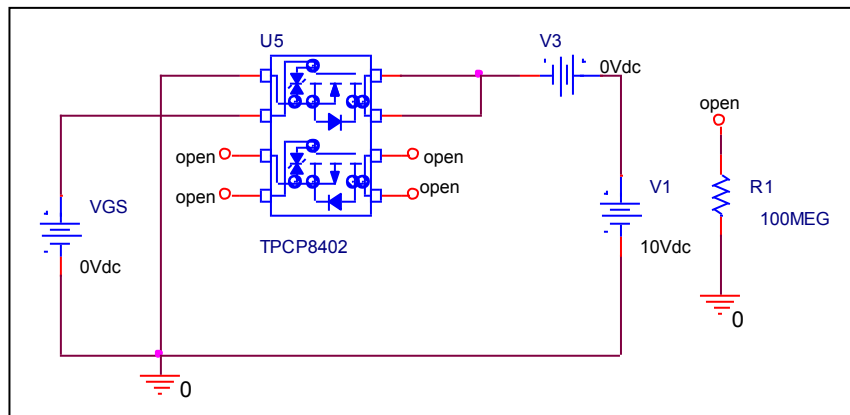 U5
V3
0Vdc
open
open
open
open
open
VGS
0Vdc
V1
10Vdc
R1
100MEG
TPCP8402
0
0